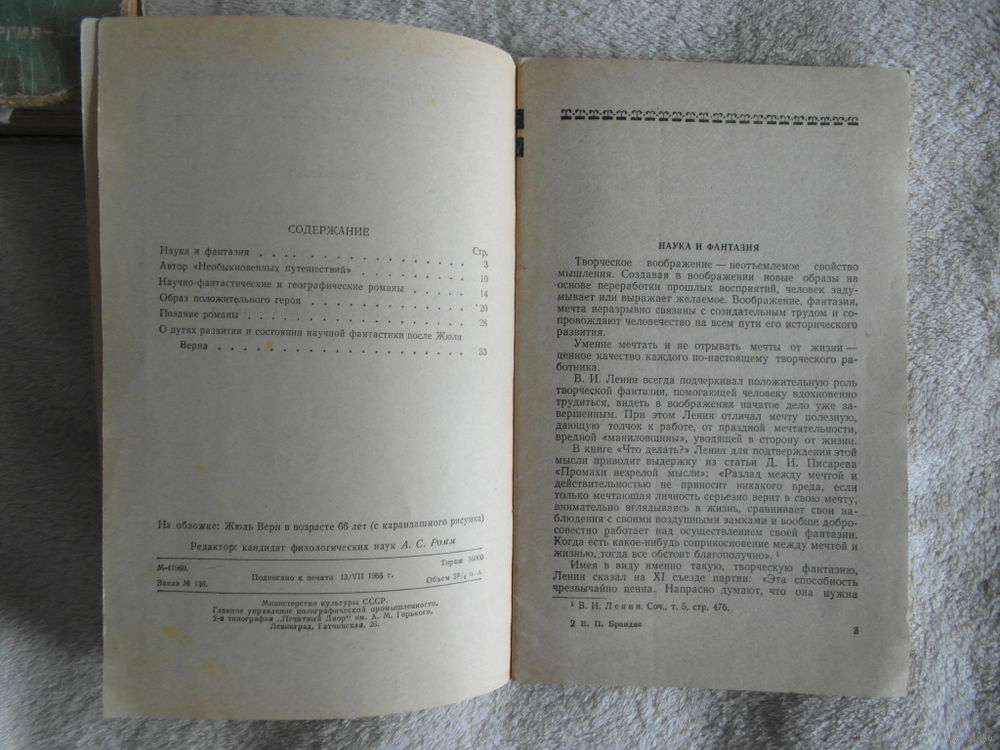 СОДЕРЖАНИЕ
Стр.
Наука и фантазия . . . 3
Автор «Необыкновенных путешествий» . . . 10
Научно-фантастические и географические романы . . . 14
Образ положительного героя . . . 20
Поздние романы . . . 28
О путях развития и состоянии научной фантастики после Жюля
Верна . . . 33
На обложке: Жюль Верн в возрасте 66 лет (с карандашного рисунка)
Редактор: кандидат филологических наук А. С. Ромм
М-41960.
Подписано к печати 13/VII 1955 г.
Тираж 36000
Заказ № 136.
Объем 2³/₄ п. л.
Министерство культуры СССР.
Главное управление полиграфической промышленности.
2-я типография „Печатный Двор" им. А. М. Горького.
Ленинград, Гатчинская, 26.
НАУКА И ФАНТАЗИЯ
Творческое воображение — неотъемлемое свойство
мышления. Создавая в воображении новые образы на
основе переработки прошлых восприятий, человек заду-
мывает или выражает желаемое. Воображение, фантазия,
мечта неразрывно связаны с созидательным трудом и со-
провождают человечество на всем пути его исторического
развития.
Умение мечтать и не отрывать мечты от жизни —
ценное качество каждого по-настоящему творческого ра-
ботника.
В. И. Ленин всегда подчеркивал положительную роль
творческой фантазии, помогающей человеку вдохновенно
трудиться, видеть в воображении начатое дело уже за-
вершенным. При этом Ленин отличал мечту полезную,
дающую толчок к работе, от праздной мечтательности,
вредной «маниловщины», уводящей в сторону от жизни.
В книге «Что делать?» Ленин для подтверждения этой
мысли приводит выдержку из статьи Д. И. Писарева
«Промахи незрелой мысли»: «Разлад между мечтой и
действительностью не приносит никакого вреда, если
только мечтающая личность серьезно верит в свою мечту,
внимательно вглядываясь в жизнь, сравнивает свои на-
блюдения с своими воздушными замками и вообще добро-
совестно работает над осуществлением своей фантазии.
Когда есть какое-нибудь соприкосновение между мечтой и
жизнью, тогда все обстоит благополучно».¹
Имея в виду именно такую, творческую фантазию,
Ленин сказал на XI съезде партии: «Эта способность
чрезвычайно ценна. Напрасно думают, что она нужна
¹ В. И. Ленин. Соч., т. 5, стр. 476.
2 Е. П. Брандис
3